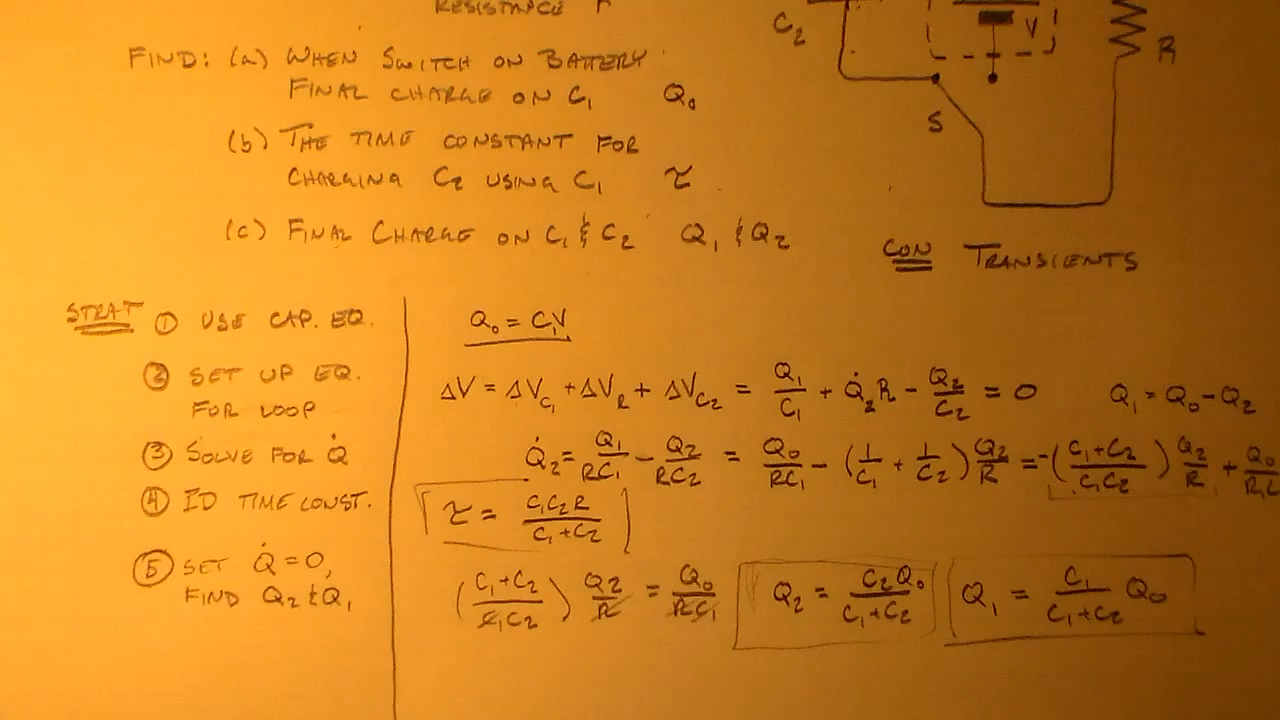 RESISTANCE r
FIND: (a) WHEN SWITCH ON BATTERY
FINAL CHARGE ON C₁ Q₀
(b) THE TIME CONSTANT FOR
CHARGING C₂ USING C₁ τ
(c) FINAL CHARGE ON C₁ & C₂ Q₁ & Q₂
C₂
V
R
S
CON TRANSIENTS
STRAT ① USE CAP. EQ.
② SET UP EQ.
FOR LOOP
③ SOLVE FOR Q̇
④ ID TIME CONST.
⑤ SET Q̇ = 0,
FIND Q₂ & Q₁
Q₀ = C₁V
ΔV = ΔV_C₁ + ΔV_R + ΔV_C₂ = Q₁/C₁ + Q̇₂R - Q₂/C₂ = 0 Q₁ = Q₀ - Q₂
Q̇₂ = Q₁/RC₁ - Q₂/RC₂ = Q₀/RC₁ - (1/C₁ + 1/C₂) Q₂/R = -(C₁+C₂/C₁C₂) Q₂/R + Q₀/R₁C
τ = C₁C₂R/C₁+C₂
(C₁+C₂/C₁C₂) Q₂/R = Q₀/RC₁ Q₂ = C₂Q₀/C₁+C₂ Q₁ = C₁/C₁+C₂ Q₀